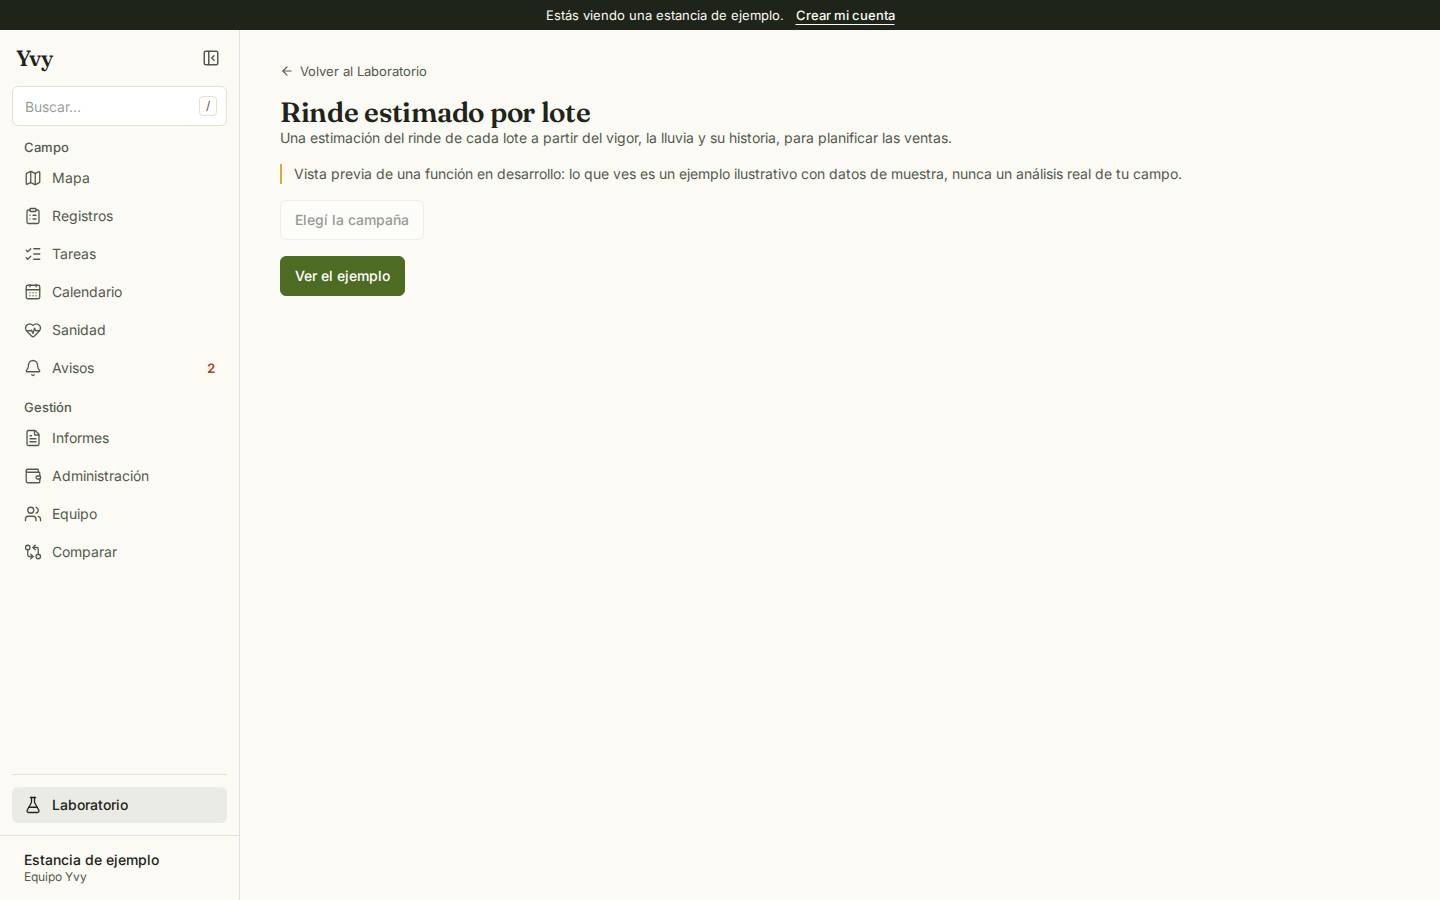 Estás viendo una estancia de ejemplo. Crear mi cuenta
Yvy
Buscar... /
Campo
Mapa
Registros
Tareas
Calendario
Sanidad
Avisos 2
Gestión
Informes
Administración
Equipo
Comparar
Laboratorio
Estancia de ejemplo
Equipo Yvy
Volver al Laboratorio
Rinde estimado por lote
Una estimación del rinde de cada lote a partir del vigor, la lluvia y su historia, para planificar las ventas.
Vista previa de una función en desarrollo: lo que ves es un ejemplo ilustrativo con datos de muestra, nunca un análisis real de tu campo.
Elegí la campaña
Ver el ejemplo